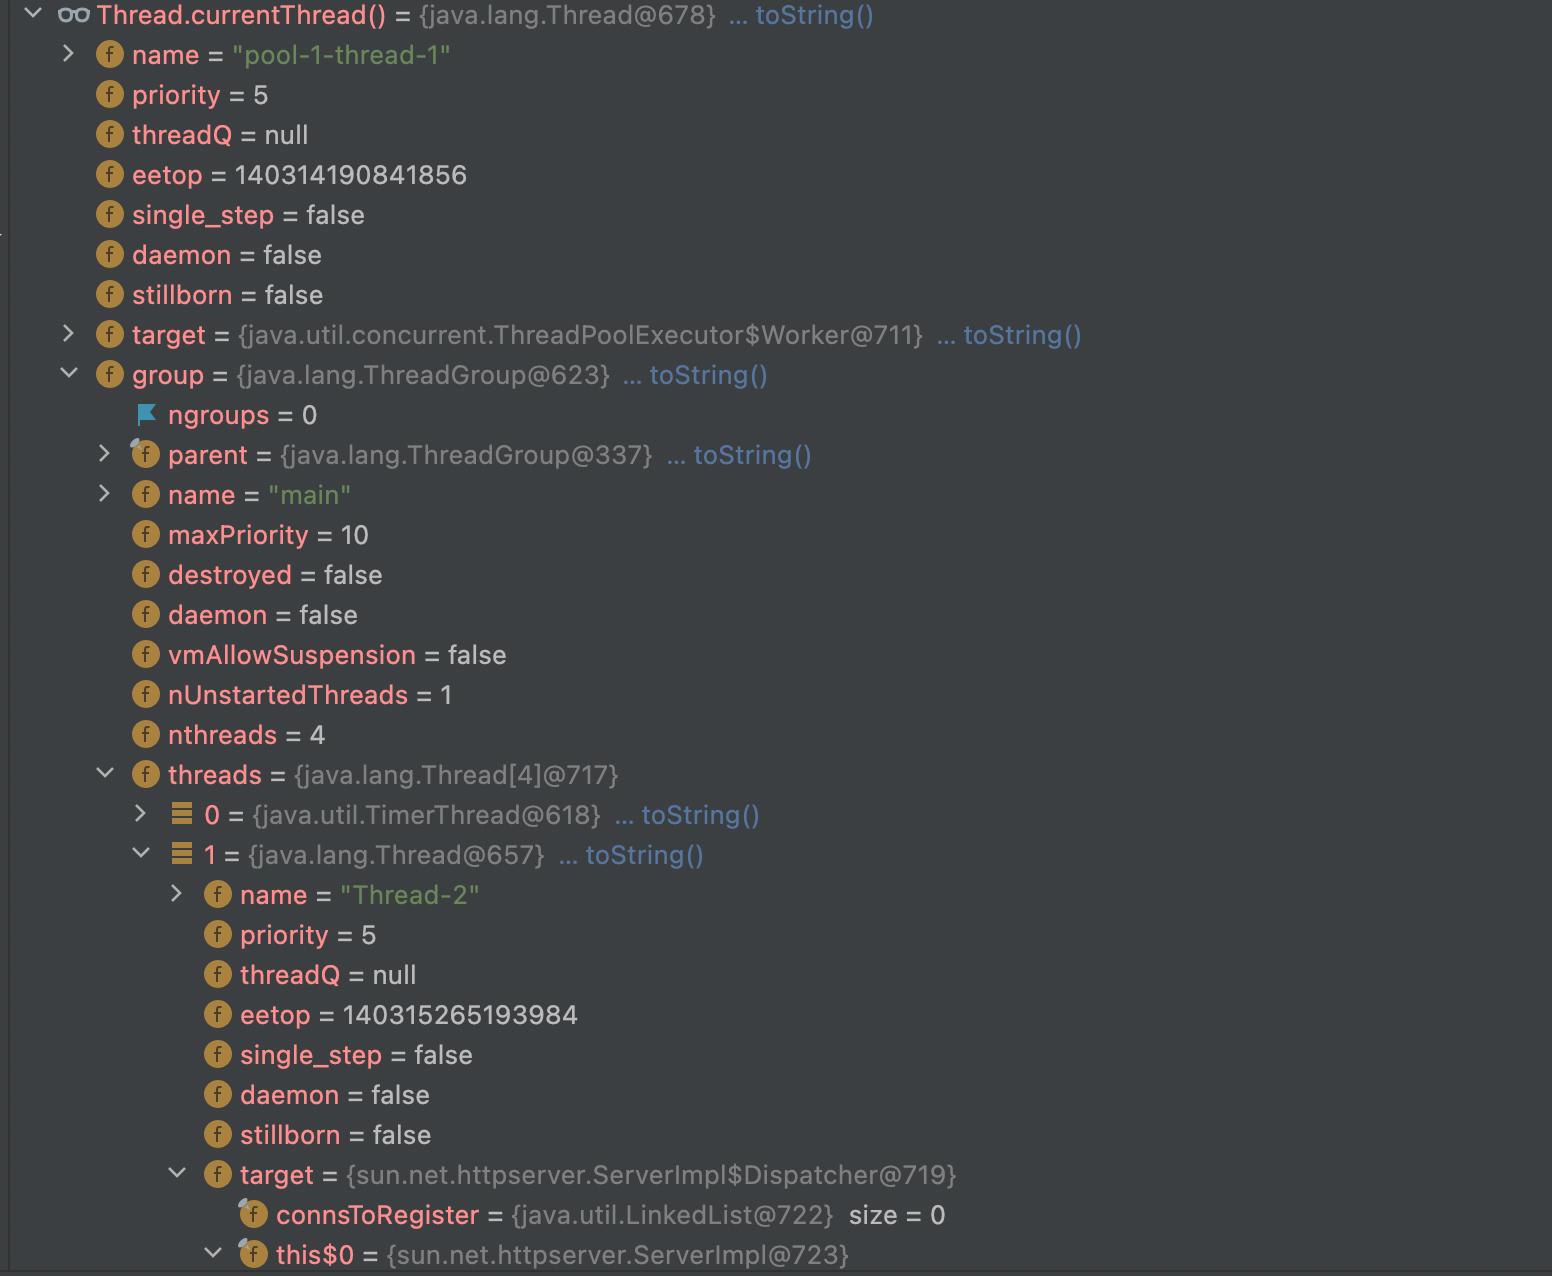 Thread.currentThread() = {java.lang.Thread@678} ... toString()
f name = "pool-1-thread-1"
f priority = 5
f threadQ = null
f eetop = 140314190841856
f single_step = false
f daemon = false
f stillborn = false
f target = {java.util.concurrent.ThreadPoolExecutor$Worker@711} ... toString()
f group = {java.lang.ThreadGroup@623} ... toString()
ngroups = 0
f parent = {java.lang.ThreadGroup@337} ... toString()
f name = "main"
f maxPriority = 10
f destroyed = false
f daemon = false
f vmAllowSuspension = false
f nUnstartedThreads = 1
f nthreads = 4
f threads = {java.lang.Thread[4]@717}
0 = {java.util.TimerThread@618} ... toString()
1 = {java.lang.Thread@657} ... toString()
f name = "Thread-2"
f priority = 5
f threadQ = null
f eetop = 140315265193984
f single_step = false
f daemon = false
f stillborn = false
f target = {sun.net.httpserver.ServerImpl$Dispatcher@719}
f connsToRegister = {java.util.LinkedList@722} size = 0
f this$0 = {sun.net.httpserver.ServerImpl@723}